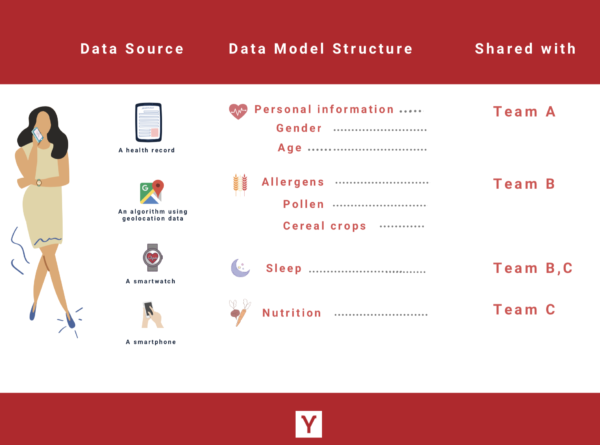 Data Source
Data Model Structure
Shared with
A health record
Personal information
Team A
Gender
Age
An algorithm using
geolocation data
Allergens
Team B
Pollen
Cereal crops
A smartwatch
Sleep
Team B,C
A smartphone
Nutrition
Team C
G
Y